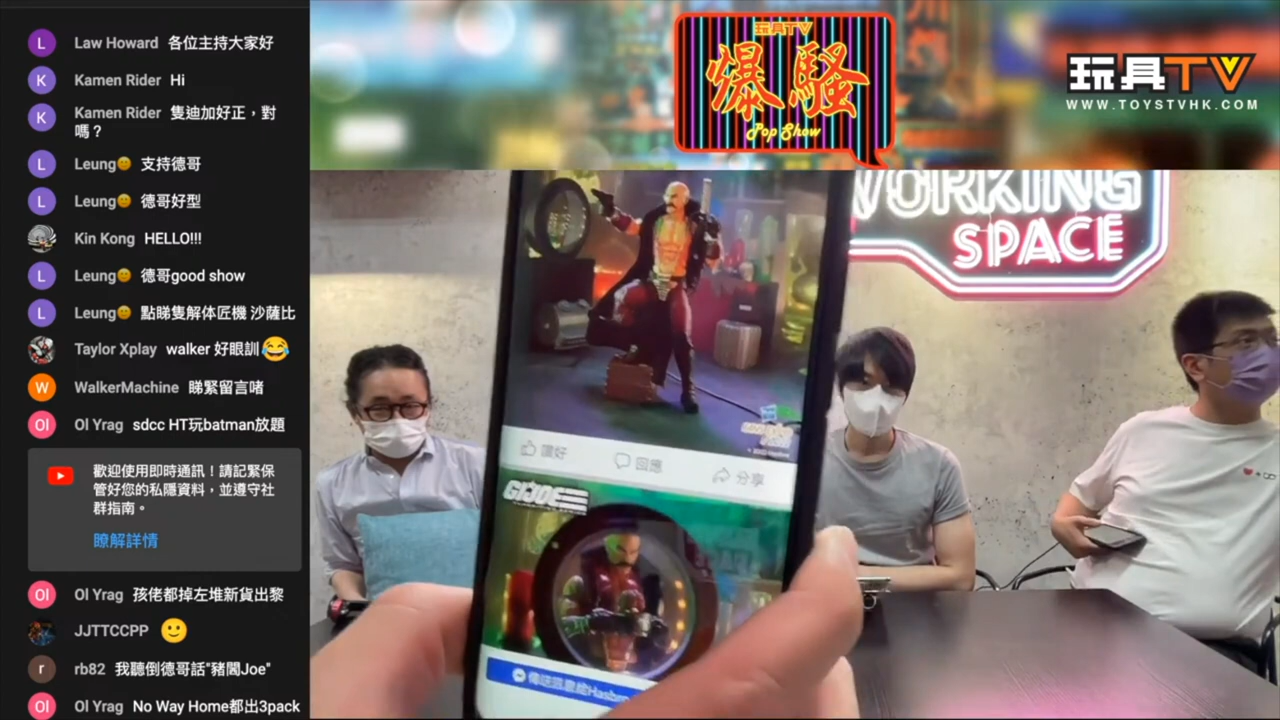 L Law Howard 各位主持大家好
K Kamen Rider Hi
K Kamen Rider 隻迪加好正，對
嗎？
L Leung 支持德哥
L Leung 德哥好型
Kin Kong HELLO!!!
L Leung 德哥good show
L Leung 點睇隻解体匠機 沙薩比
Taylor Xplay walker 好眼訓
W WalkerMachine 睇緊留言啫
Ol Ol Yrag sdcc HT玩batman放題
歡迎使用即時通訊！請記緊保
管好您的私隱資料，並遵守社
群指南。
瞭解詳情
Ol Ol Yrag 孩佬都掉左堆新貨出黎
JJTTCCPP
r rb82 我聽倒德哥話"豬閪Joe"
Ol Ol Yrag No Way Home都出3pack
玩具TV
爆騷
Pop Show
玩具TV
WWW.TOYSTVHK.COM
WORKING
SPACE
讚好 回應 分享
GI JOE